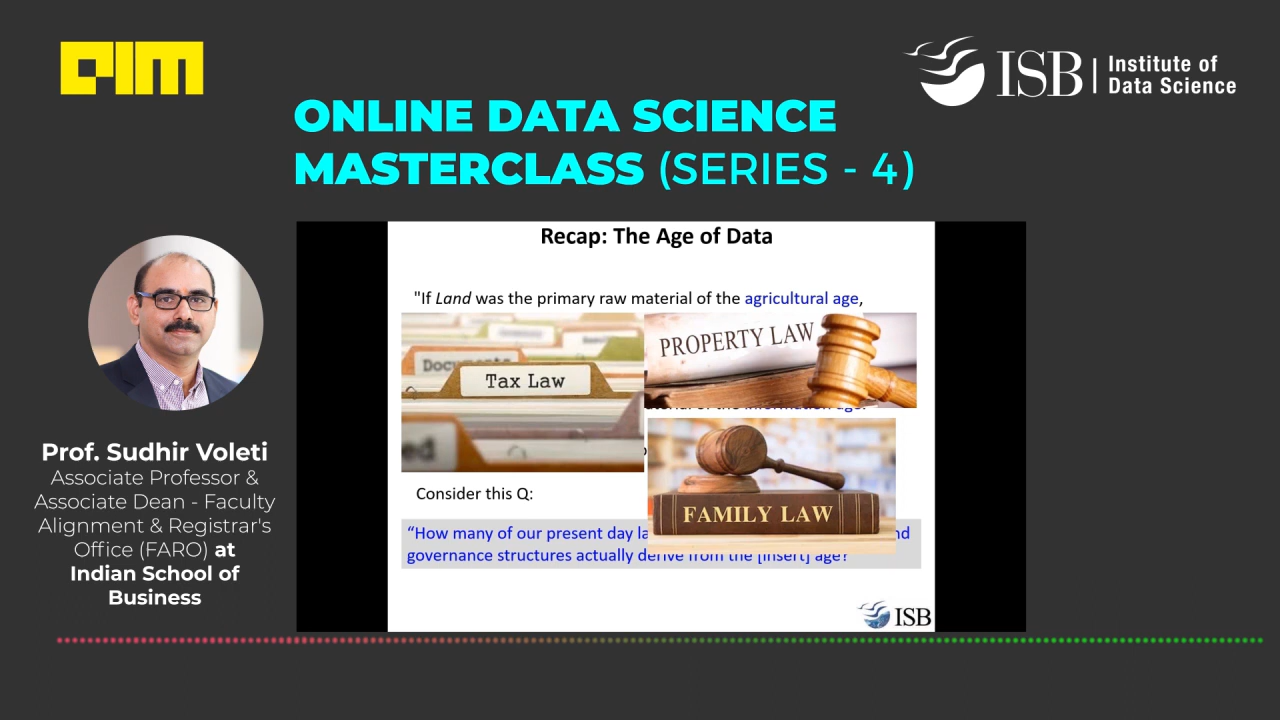 AIM
ISB | Institute of
Data Science
ONLINE DATA SCIENCE
MASTERCLASS (SERIES - 4)
Recap: The Age of Data
"If Land was the primary raw material of the agricultural age,
Documents
Tax Law
PROPERTY LAW
information age.
FAMILY LAW
Consider this Q:
“How many of our present day la
nd
governance structures actually derive from the [insert] age?
ISB
Prof. Sudhir Voleti
Associate Professor &
Associate Dean - Faculty
Alignment & Registrar's
Office (FARO) at
Indian School of
Business